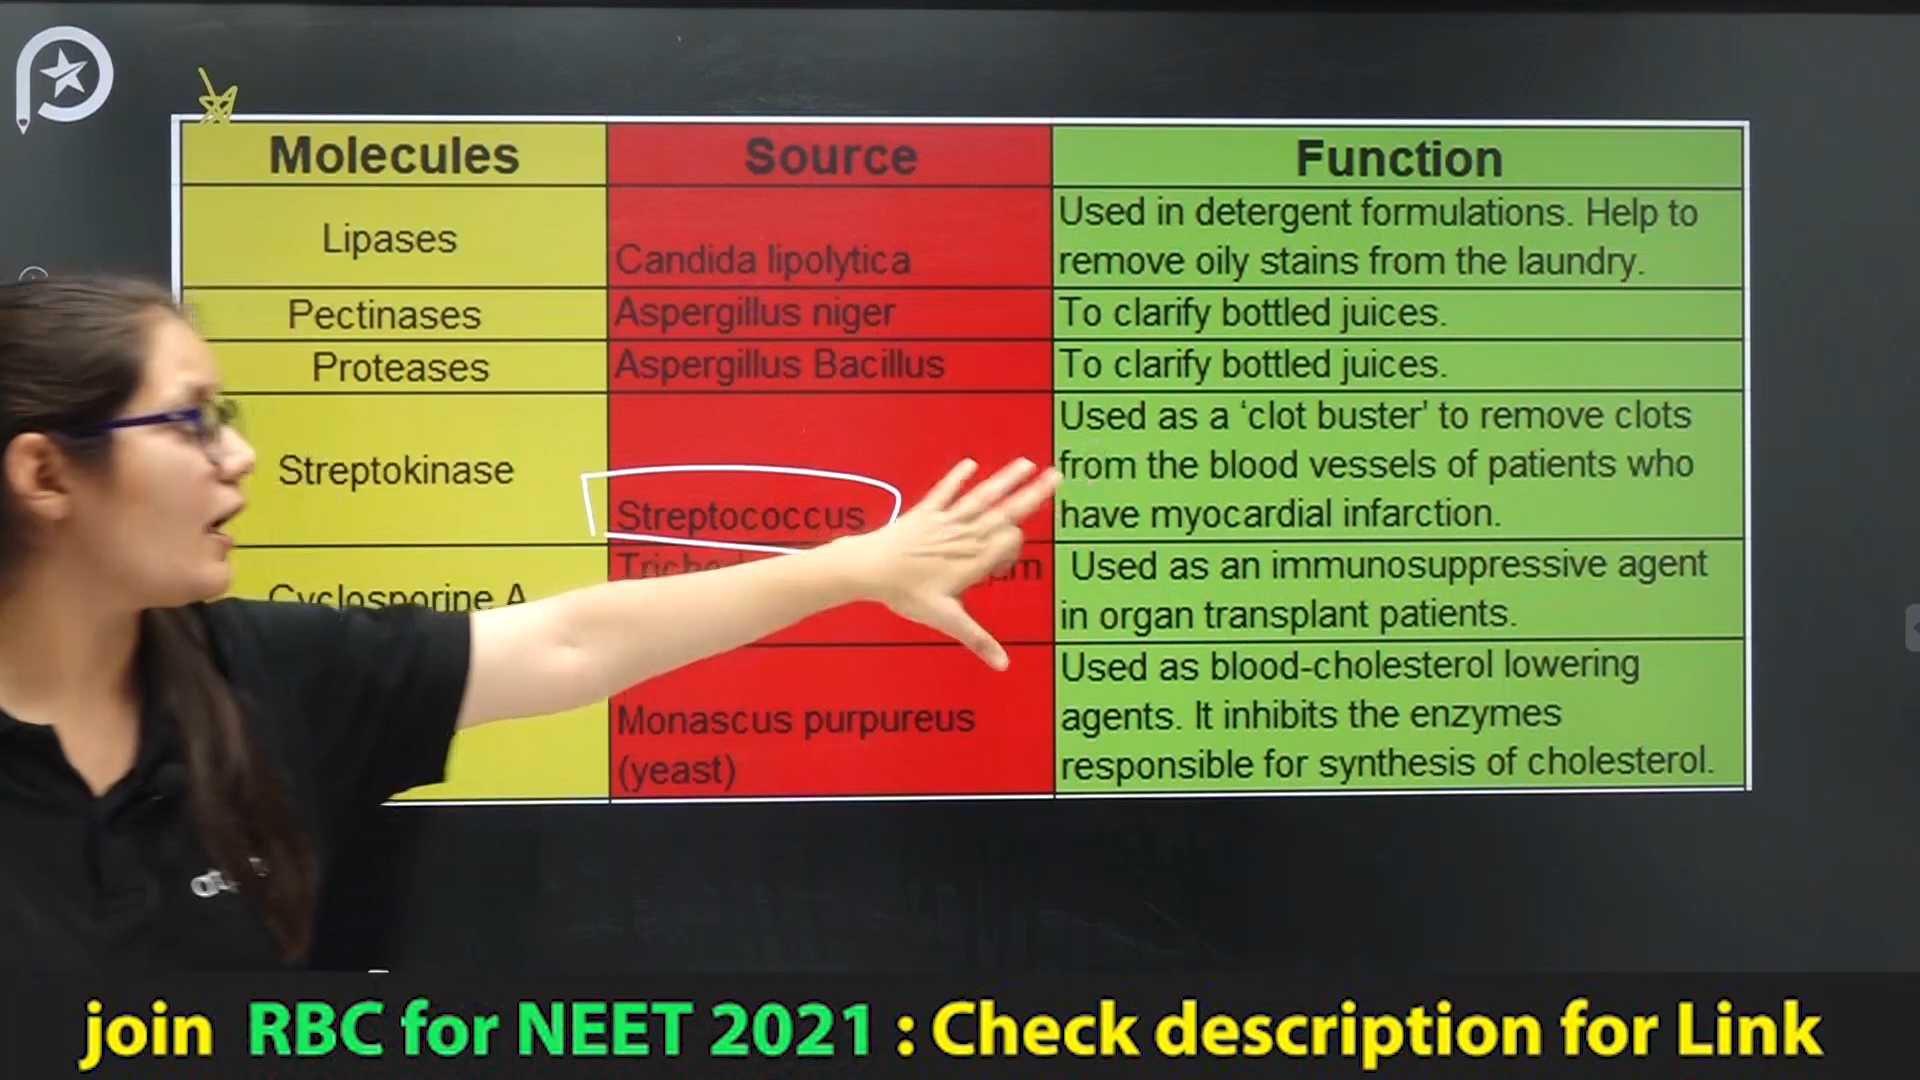 Molecules Source Function
Lipases Candida lipolytica Used in detergent formulations. Help to
remove oily stains from the laundry.
Pectinases Aspergillus niger To clarify bottled juices.
Proteases Aspergillus Bacillus To clarify bottled juices.
Streptokinase Streptococcus Used as a ‘clot buster’ to remove clots
from the blood vessels of patients who
have myocardial infarction.
Cyclosporine A Used as an immunosuppressive agent
in organ transplant patients.
Monascus purpureus
(yeast)
Used as blood-cholesterol lowering
agents. It inhibits the enzymes
responsible for synthesis of cholesterol.
join RBC for NEET 2021 : Check description for Link